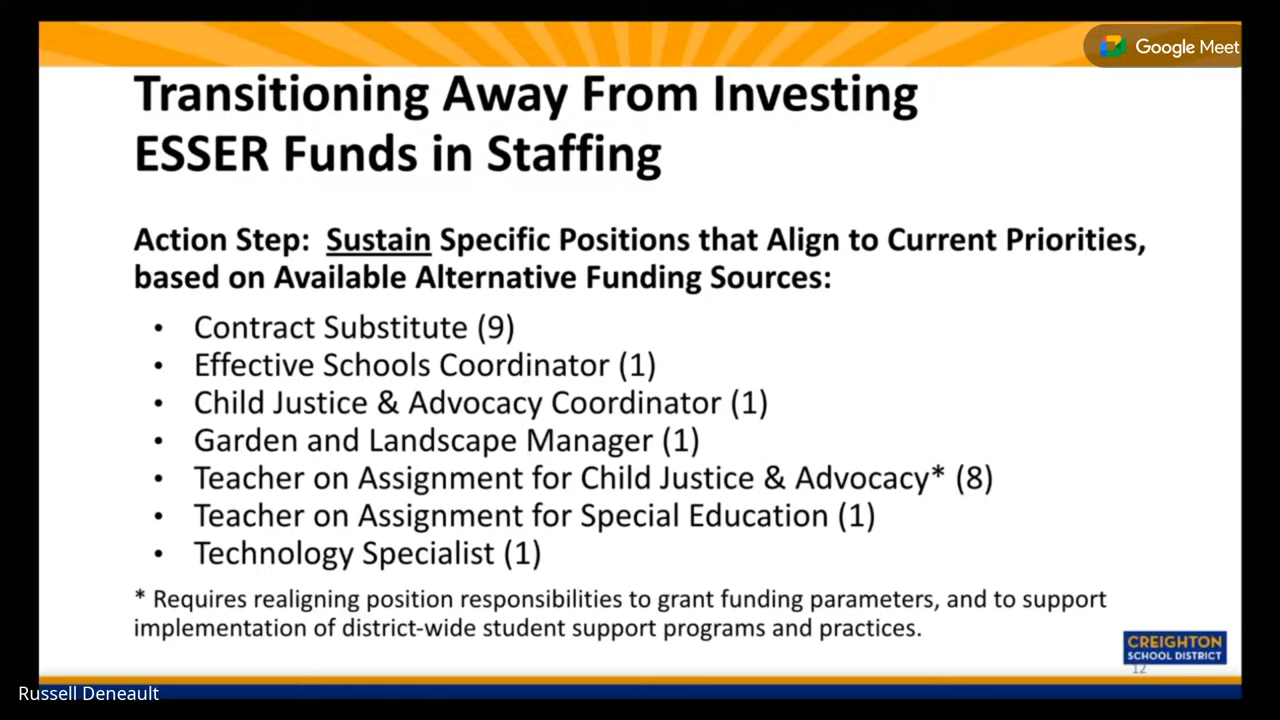 Google Meet
Transitioning Away From Investing
ESSER Funds in Staffing
Action Step: Sustain Specific Positions that Align to Current Priorities,
based on Available Alternative Funding Sources:
• Contract Substitute (9)
• Effective Schools Coordinator (1)
• Child Justice & Advocacy Coordinator (1)
• Garden and Landscape Manager (1)
• Teacher on Assignment for Child Justice & Advocacy* (8)
• Teacher on Assignment for Special Education (1)
• Technology Specialist (1)
* Requires realigning position responsibilities to grant funding parameters, and to support
implementation of district-wide student support programs and practices.
CREIGHTON
SCHOOL DISTRICT
12
Russell Deneault